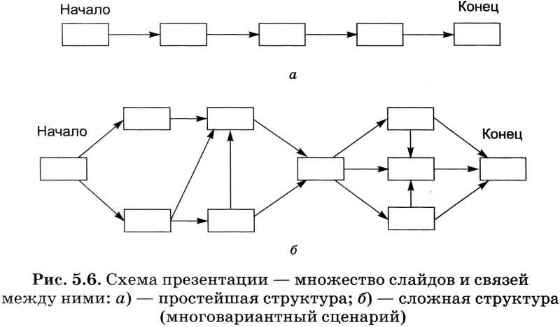 Начало
Конец
а
Начало
Конец
б
Рис. 5.6. Схема презентации — множество слайдов и связей
между ними: а) — простейшая структура; б) — сложная структура
(многовариантный сценарий)